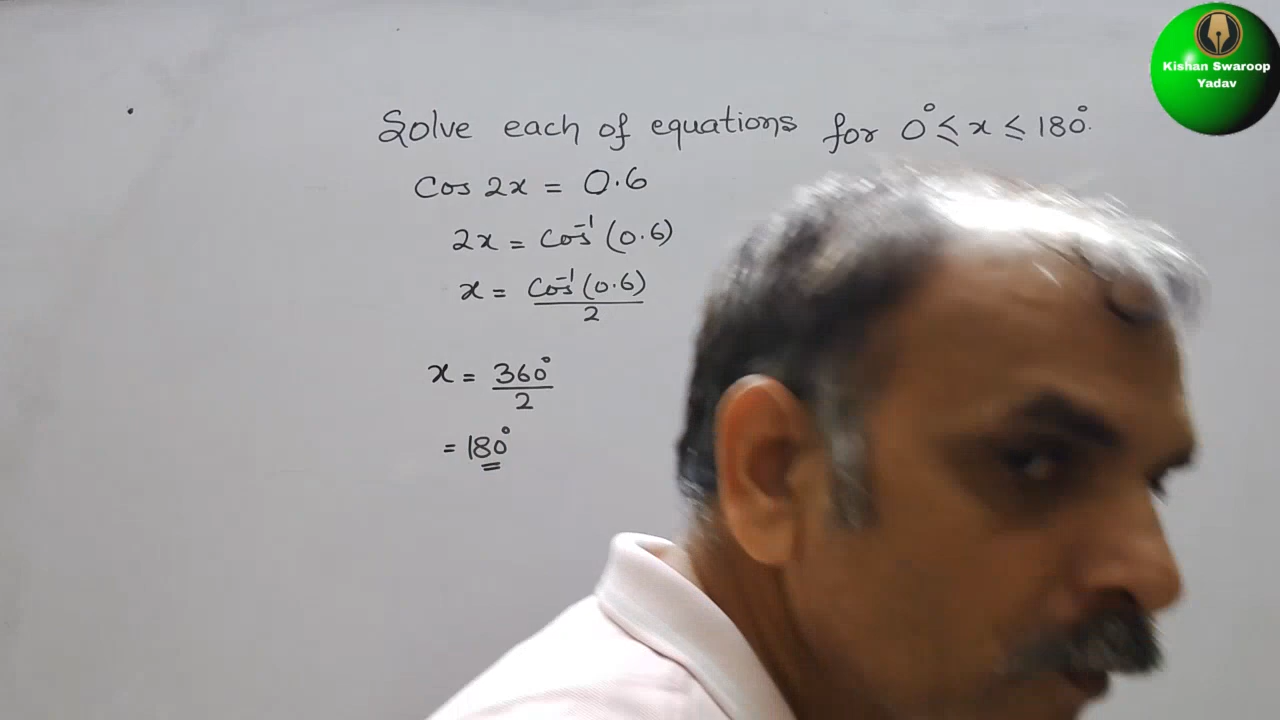 Kishan Swaroop
Yadav
Solve each of equations for 0° ≤ x ≤ 180°.
Cos 2x = 0.6
2x = Cos⁻¹ (0.6)
x = Cos⁻¹ (0.6) / 2
x = 360° / 2
= 180°